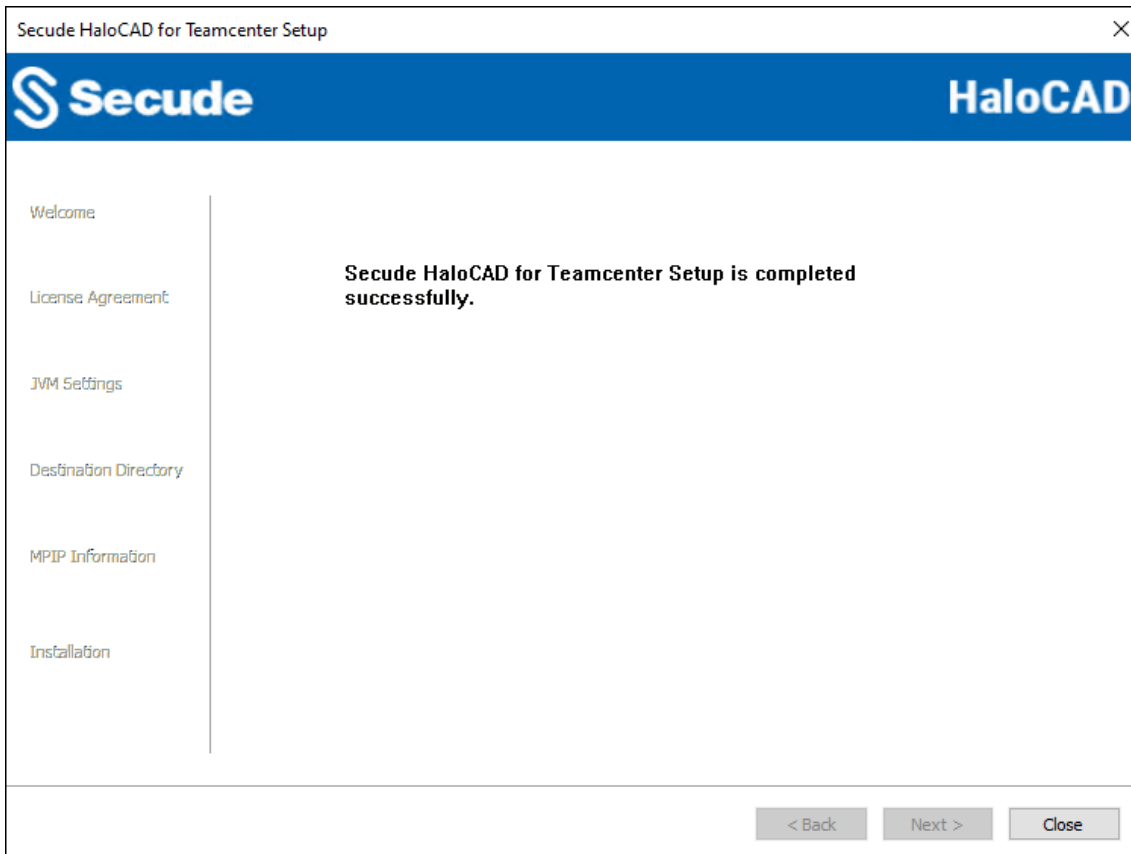 Secude HaloCAD for Teamcenter Setup
Secude
HaloCAD
Welcome
License Agreement
JVM Settings
Destination Directory
MPIP Information
Installation
Secude HaloCAD for Teamcenter Setup is completed
successfully.
< Back
Next >
Close